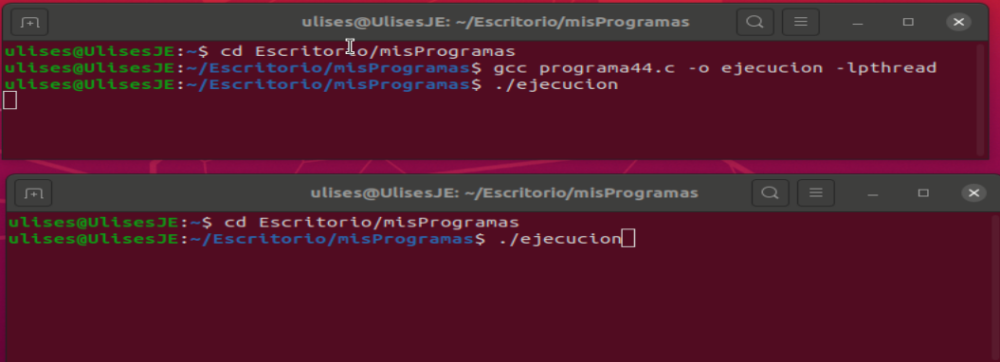 ulises@UlisesJE: ~/Escritorio/misProgramas
ulises@UlisesJE:~$ cd Escritorio/misProgramas
ulises@UlisesJE:~/Escritorio/misProgramas$ gcc programa44.c -o ejecucion -lpthread
ulises@UlisesJE:~/Escritorio/misProgramas$ ./ejecucion
ulises@UlisesJE: ~/Escritorio/misProgramas
ulises@UlisesJE:~$ cd Escritorio/misProgramas
ulises@UlisesJE:~/Escritorio/misProgramas$ ./ejecucion